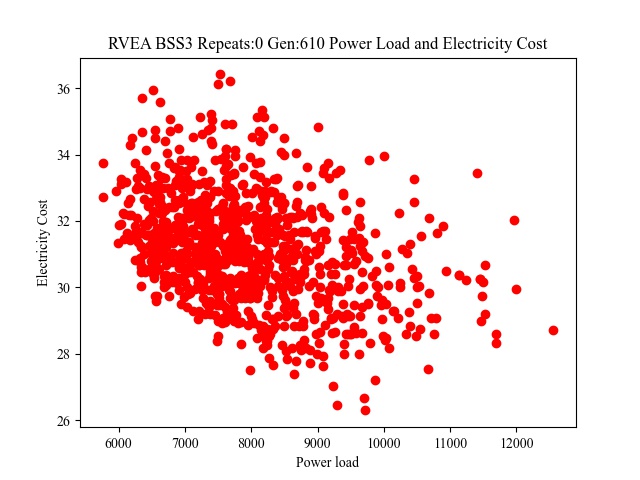 RVEA BSS3 Repeats:0 Gen:610 Power Load and Electricity Cost
36
34
32
30
28
26
Electricity Cost
6000 7000 8000 9000 10000 11000 12000
Power load